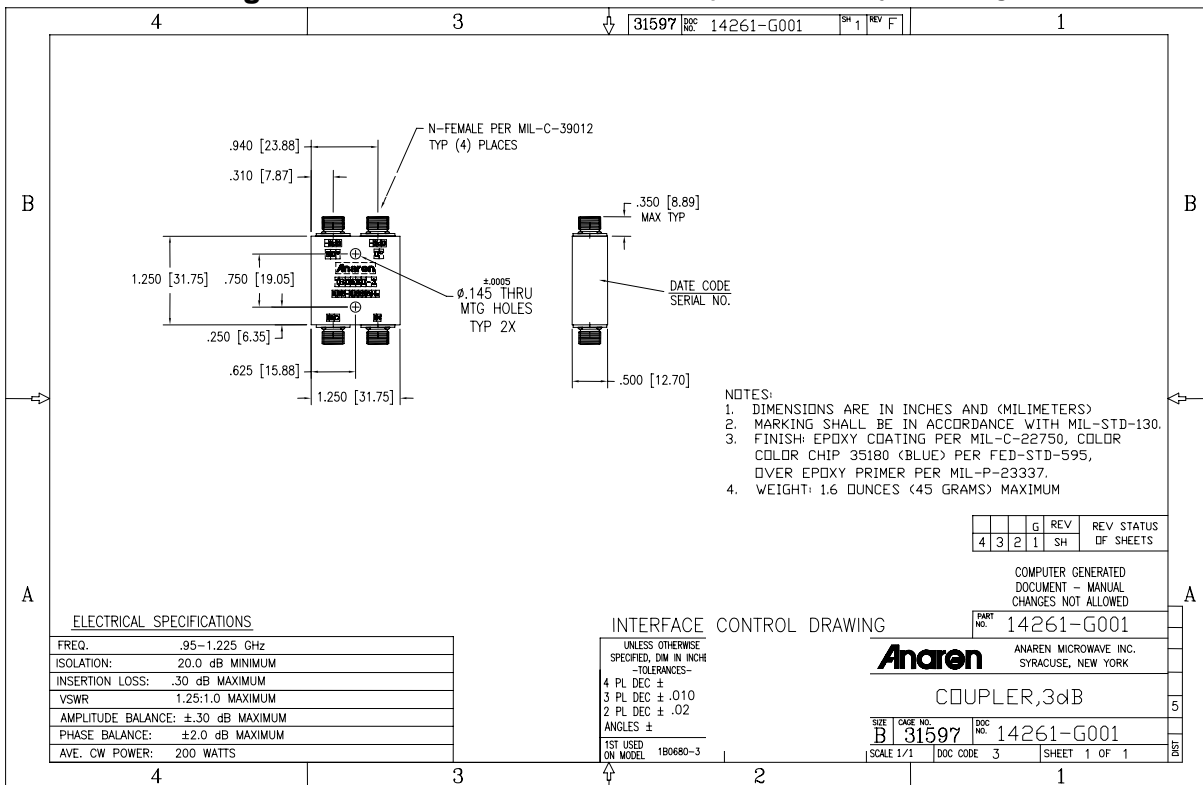 4
3
31597 DOC NO. 14261-G001 SH 1 REV F
1
N-FEMALE PER MIL-C-39012
TYP (4) PLACES
.940 [23.88]
.310 [7.87]
.350 [8.89]
MAX TYP
B
B
1.250 [31.75]
.750 [19.05]
Anaren
±.0005
Ø.145 THRU
MTG HOLES
TYP 2X
DATE CODE
SERIAL NO.
.250 [6.35]
.625 [15.88]
1.250 [31.75]
.500 [12.70]
NOTES:
1. DIMENSIONS ARE IN INCHES AND (MILIMETERS)
2. MARKING SHALL BE IN ACCORDANCE WITH MIL-STD-130.
3. FINISH: EPOXY COATING PER MIL-C-22750, COLOR
COLOR CHIP 35180 (BLUE) PER FED-STD-595,
OVER EPOXY PRIMER PER MIL-P-23337.
4. WEIGHT: 1.6 OUNCES (45 GRAMS) MAXIMUM
G REV REV STATUS
4 3 2 1 SH OF SHEETS
COMPUTER GENERATED
DOCUMENT - MANUAL
CHANGES NOT ALLOWED
A
A
ELECTRICAL SPECIFICATIONS
FREQ. .95-1.225 GHz
ISOLATION: 20.0 dB MINIMUM
INSERTION LOSS: .30 dB MAXIMUM
VSWR 1.25:1.0 MAXIMUM
AMPLITUDE BALANCE: ±.30 dB MAXIMUM
PHASE BALANCE: ±2.0 dB MAXIMUM
AVE. CW POWER: 200 WATTS
INTERFACE CONTROL DRAWING
UNLESS OTHERWISE
SPECIFIED, DIM IN INCHE
-TOLERANCES-
4 PL DEC ±
3 PL DEC ± .010
2 PL DEC ± .02
ANGLES ±
1ST USED
ON MODEL 1B0680-3
PART NO. 14261-G001
Anaren
ANAREN MICROWAVE INC.
SYRACUSE, NEW YORK
COUPLER,3dB
SIZE B CAGE NO. 31597 DOC NO. 14261-G001
SCALE 1/1 DOC CODE 3 SHEET 1 OF 1
5
DIST
4
3
2
1